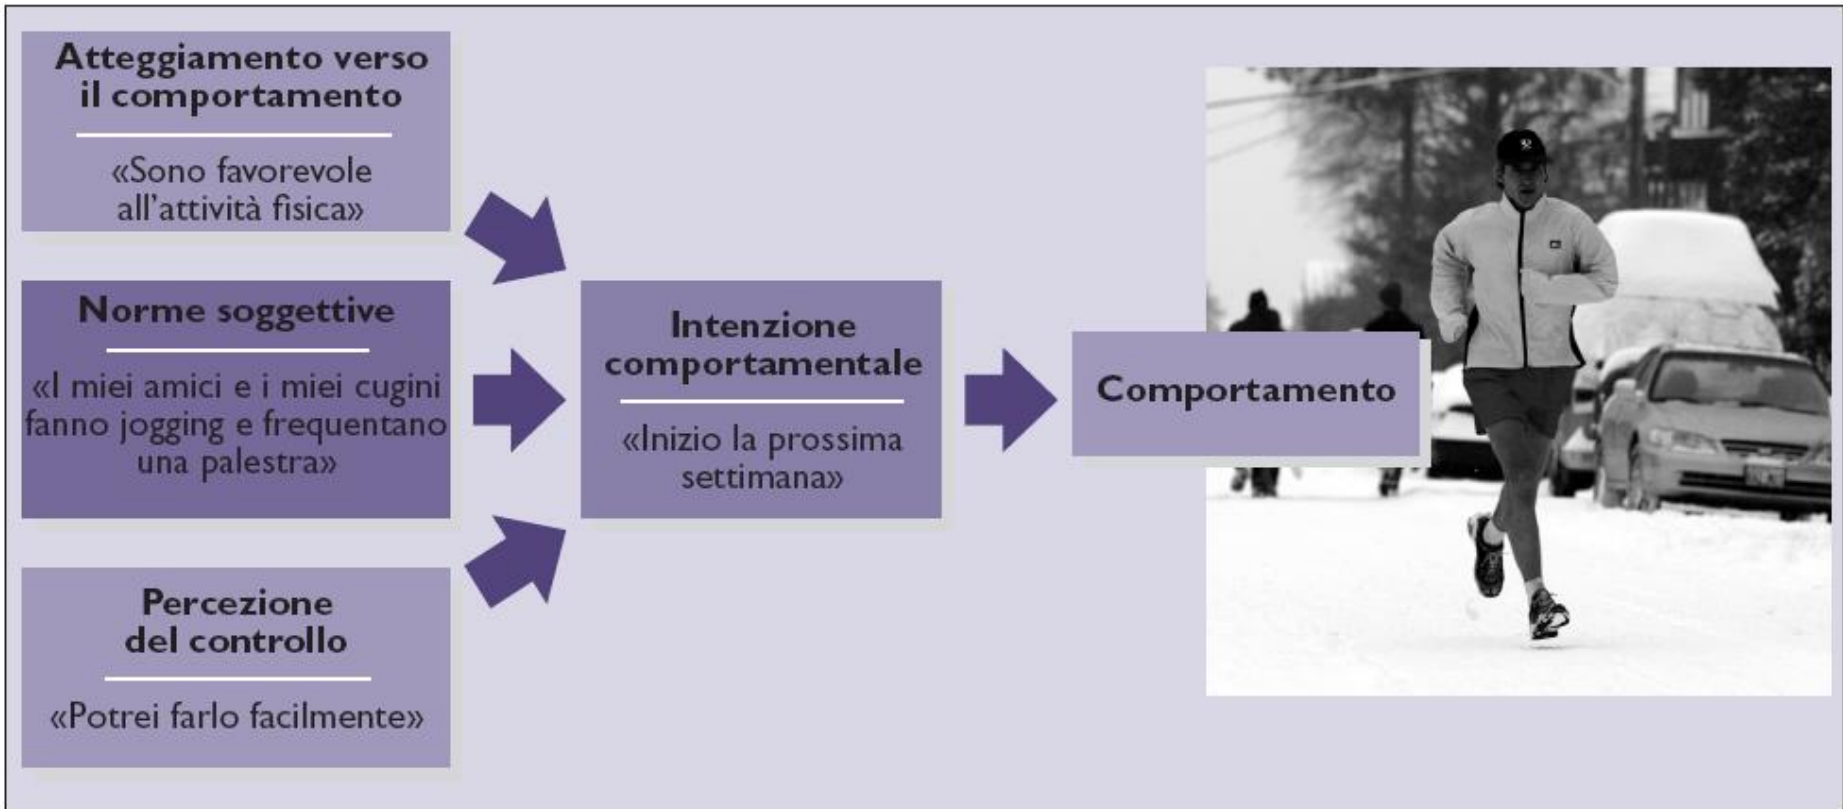 Atteggiamento verso
il comportamento
«Sono favorevole
all'attività fisica»
Norme soggettive
«I miei amici e i miei cugini
fanno jogging e frequentano
una palestra»
Percezione
del controllo
«Potrei farlo facilmente»
Intenzione
comportamentale
«Inizio la prossima
settimana»
Comportamento